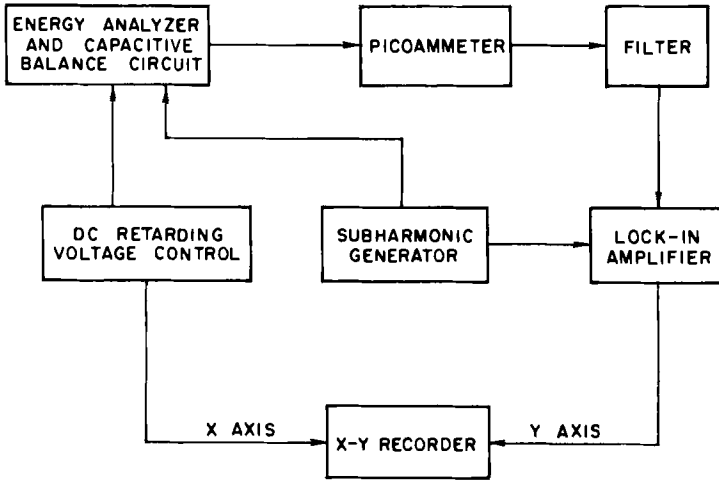 ENERGY ANALYZER
AND CAPACITIVE
BALANCE CIRCUIT
PICOAMMETER
FILTER
DC RETARDING
VOLTAGE CONTROL
SUBHARMONIC
GENERATOR
LOCK-IN
AMPLIFIER
X AXIS
X-Y RECORDER
Y AXIS